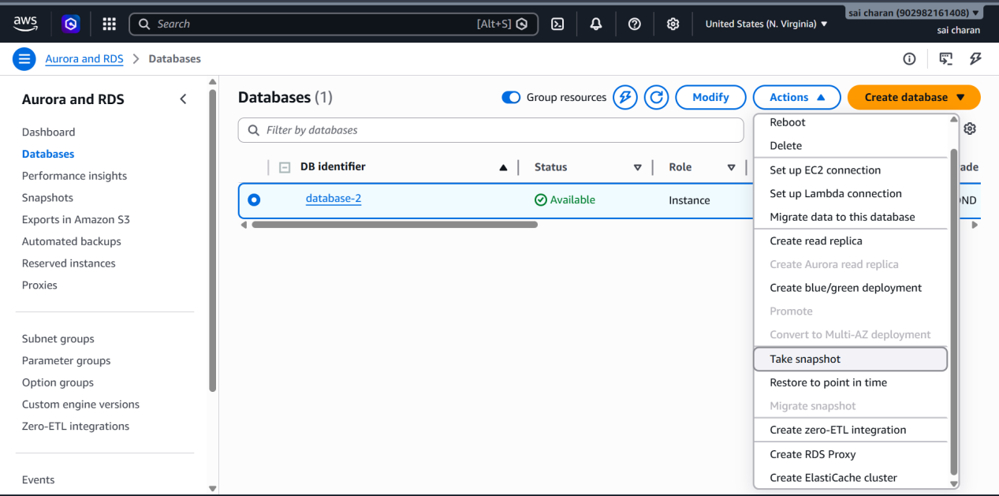 aws
Search [Alt+S]
United States (N. Virginia) ▼
sai charan (902982161408) ▼
sai charan
Aurora and RDS > Databases
Aurora and RDS
Dashboard
Databases
Performance insights
Snapshots
Exports in Amazon S3
Automated backups
Reserved instances
Proxies
Subnet groups
Parameter groups
Option groups
Custom engine versions
Zero-ETL integrations
Events
Databases (1)
Group resources
Modify
Actions ▲
Create database ▼
Filter by databases
DB identifier ▲ Status Role ade
database-2 Available Instance ND
Reboot
Delete
Set up EC2 connection
Set up Lambda connection
Migrate data to this database
Create read replica
Create Aurora read replica
Create blue/green deployment
Promote
Convert to Multi-AZ deployment
Take snapshot
Restore to point in time
Migrate snapshot
Create zero-ETL integration
Create RDS Proxy
Create ElastiCache cluster